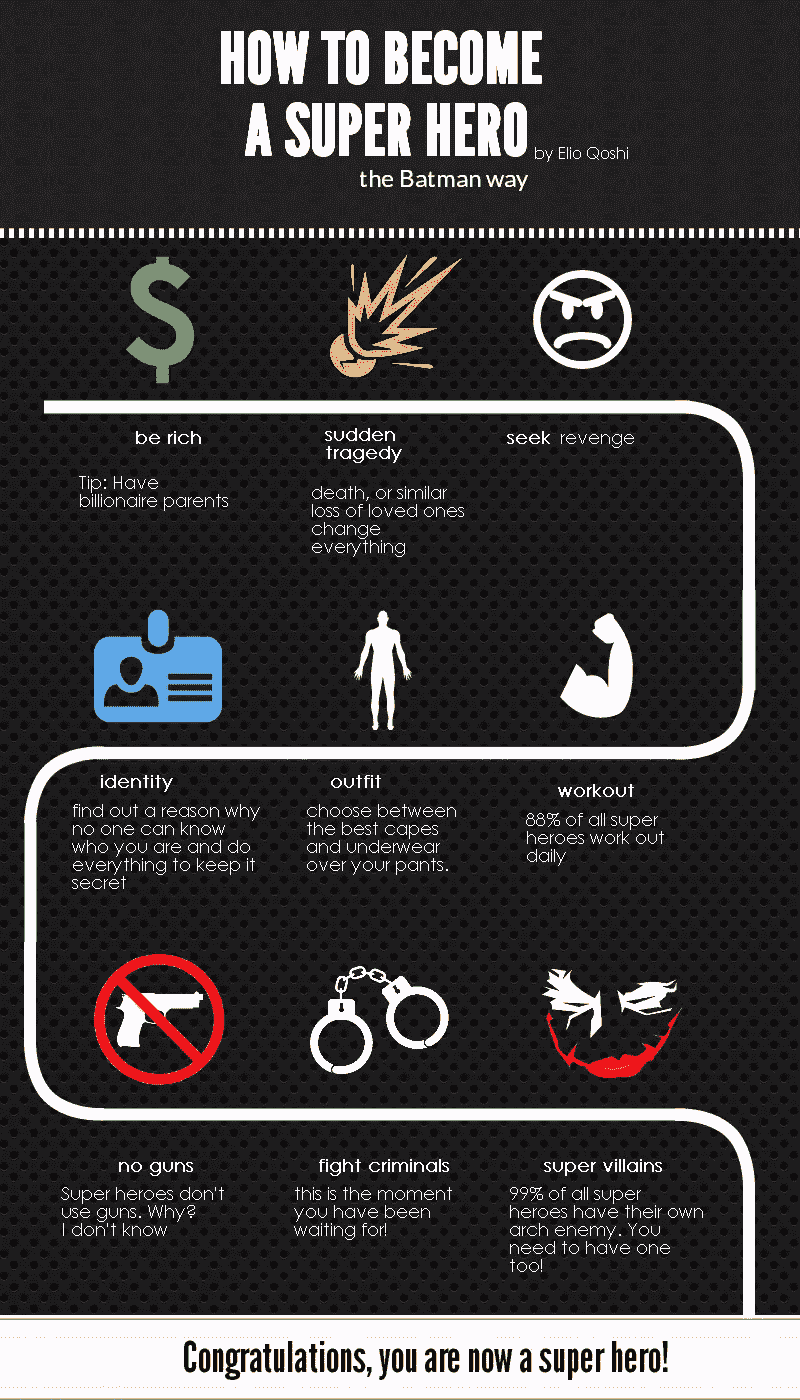 HOW TO BECOME
A SUPER HERO
by Elio Qoshi
the Batman way
be rich
Tip: Have
billionaire parents
sudden
tragedy
death, or similar
loss of loved ones
change
everything
seek revenge
identity
find out a reason why
no one can know
who you are and do
everything to keep it
secret
outfit
choose between
the best capes
and underwear
over your pants.
workout
88% of all super
heroes work out
daily
no guns
Super heroes don't
use guns. Why?
I don't know
fight criminals
this is the moment
you have been
waiting for!
super villains
99% of all super
heroes have their own
arch enemy. You
need to have one
too!
Congratulations, you are now a super hero!